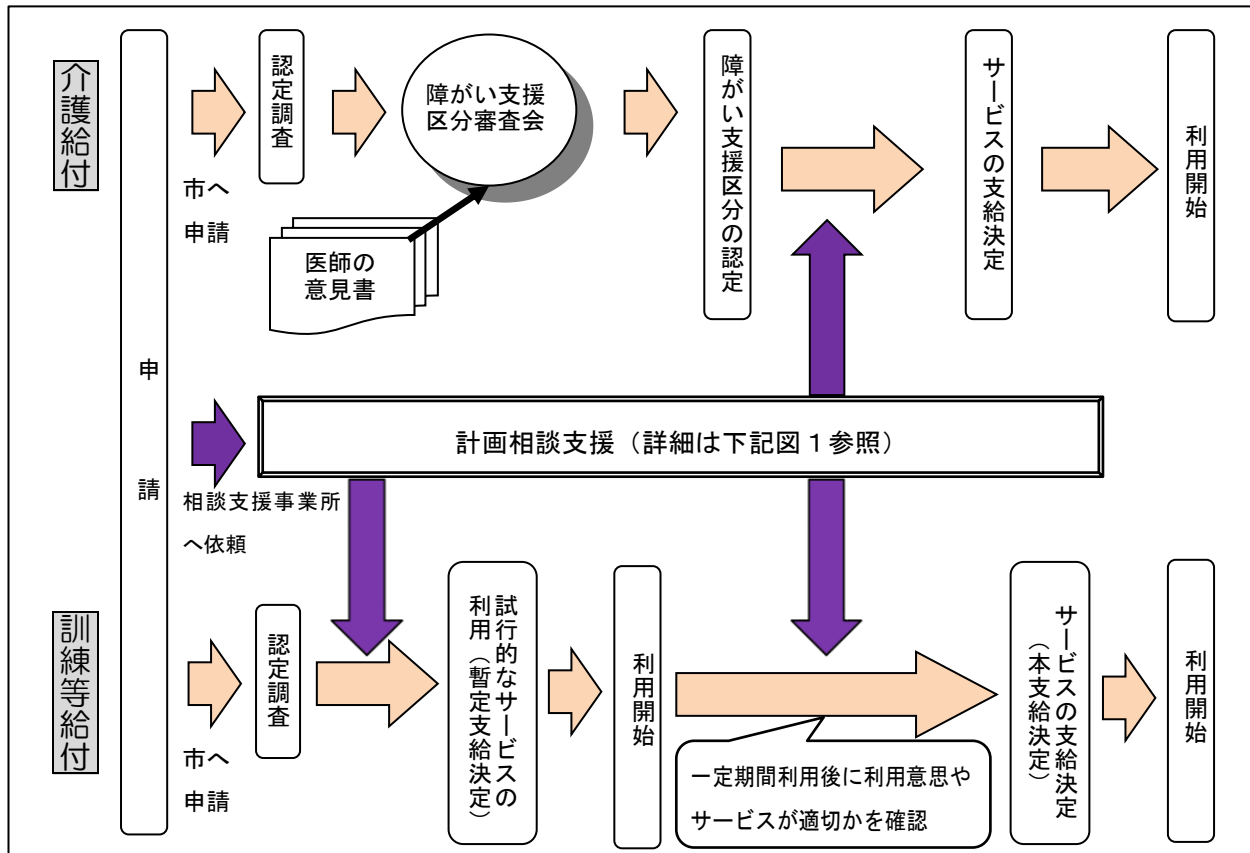 介護給付
申請
市へ
申請
認定調査
障がい支援
区分審査会
医師の
意見書
障がい支援区分の認定
サービスの支給決定
利用開始
相談支援事業所
へ依頼
計画相談支援（詳細は下記図１参照）
訓練等給付
市へ
申請
認定調査
試行的なサービスの
利用（暫定支給決定）
利用開始
一定期間利用後に利用意思や
サービスが適切かを確認
サービスの支給決定
（本支給決定）
利用開始